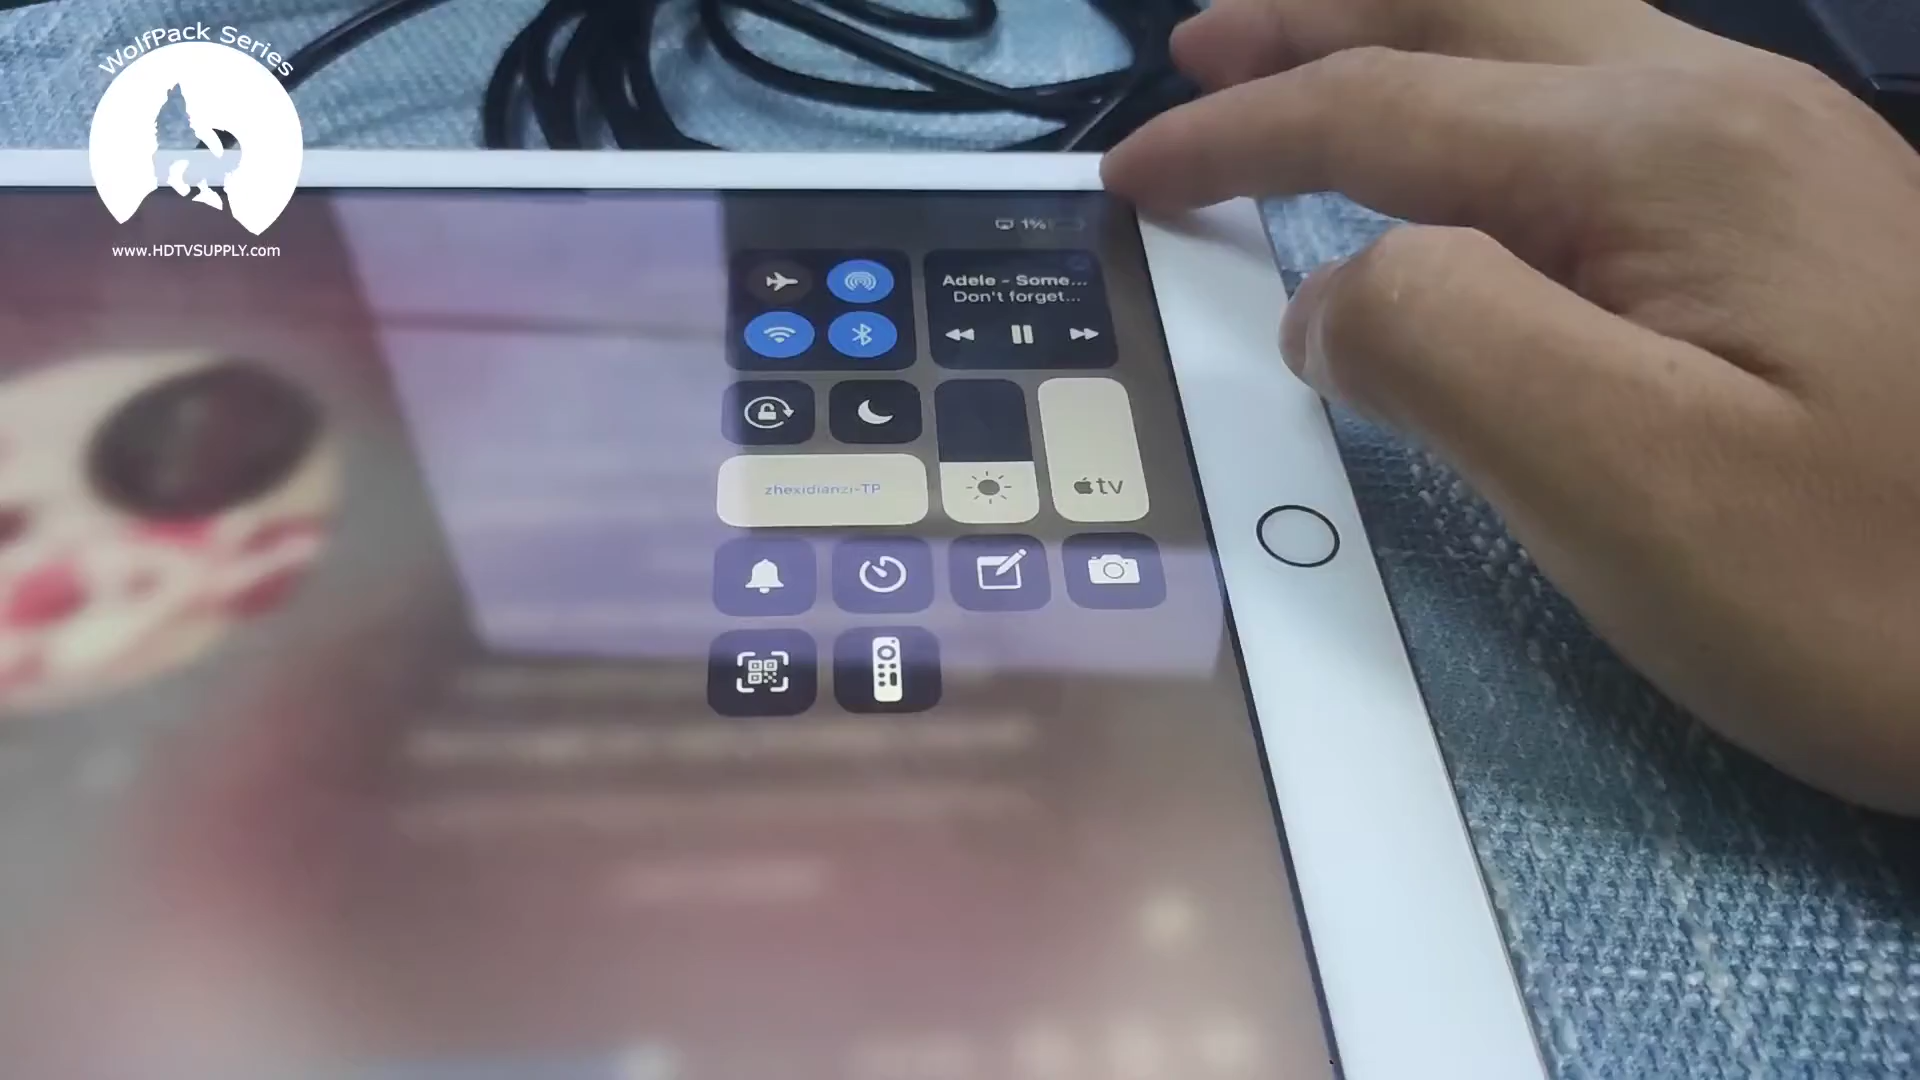 WolfPack Series
www.HDTVSUPPLY.com
1%
Adele - Some...
Don't forget...
zhexidianzi-TP
tv